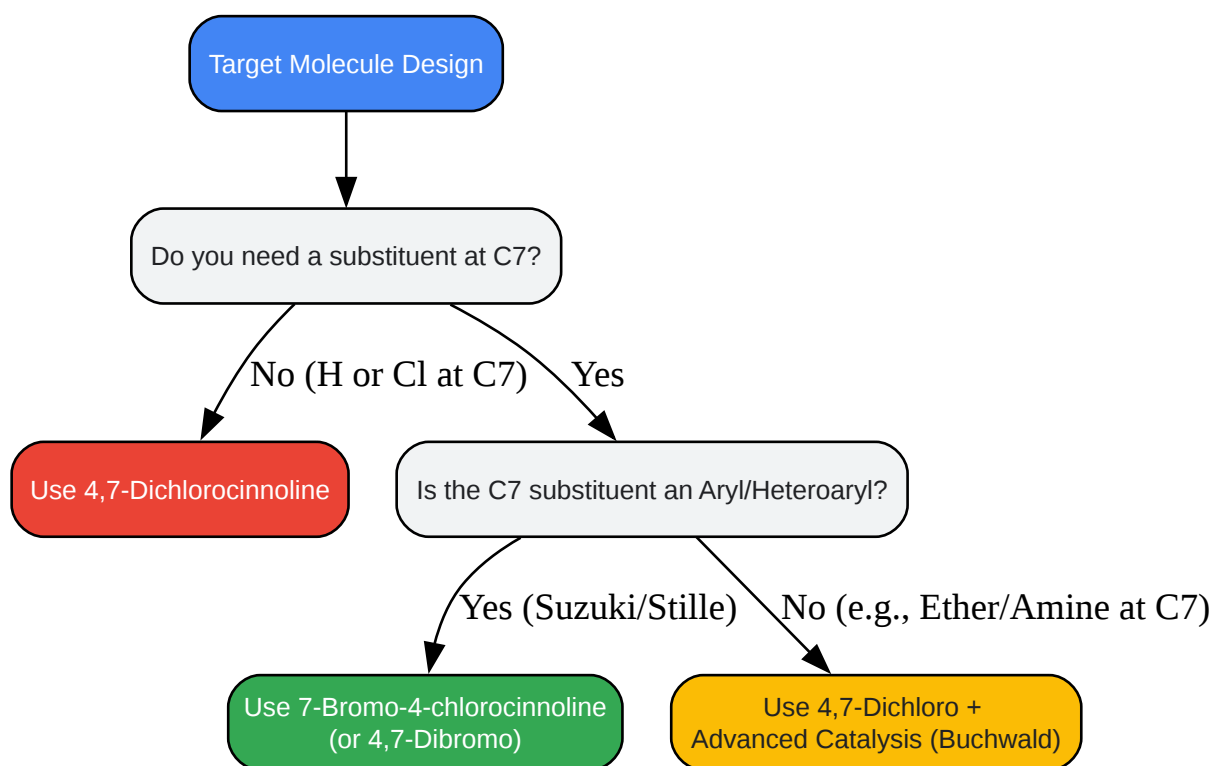 Target Molecule Design
Do you need a substituent at C7?
No (H or Cl at C7)
Yes
Use 4,7-Dichlorocinnoline
Is the C7 substituent an Aryl/Heteroaryl?
Yes (Suzuki/Stille)
No (e.g., Ether/Amine at C7)
Use 7-Bromo-4-chlorocinnoline
(or 4,7-Dibromo)
Use 4,7-Dichloro +
Advanced Catalysis (Buchwald)